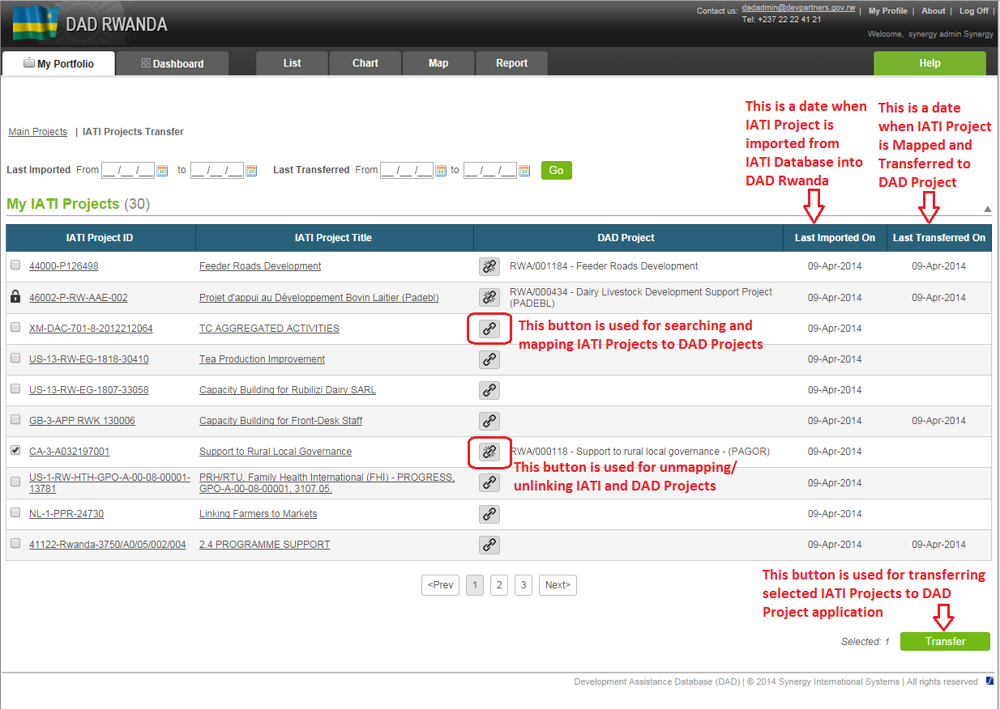 Contact us: dadadmin@devpartners.gov.rw | My Profile | About | Log Off |
Tel: +237 22 22 41 21
DAD RWANDA
Welcome, synergy admin Synergy
My Portfolio Dashboard List Chart Map Report Help
This is a date when
IATI Project is
imported from
IATI Database into
DAD Rwanda
This is a date
when IATI Project
is Mapped and
Transferred to
DAD Project
Main Projects | IATI Projects Transfer
Last Imported From __ /__ /___ to __ /__ /___ Last Transferred From __ /__ /___ to __ /__ /___ Go
My IATI Projects (30)
IATI Project ID IATI Project Title DAD Project Last Imported On Last Transferred On
44000-P126498 Feeder Roads Development RWA/001184 - Feeder Roads Development 09-Apr-2014 09-Apr-2014
46002-P-RW-AAE-002 Projet d'appui au Développement Bovin Laitier (Padebl) RWA/000434 - Dairy Livestock Development Support Project 09-Apr-2014 09-Apr-2014
(PADEBL)
XM-DAC-701-8-2012212064 TC AGGREGATED ACTIVITIES 09-Apr-2014
This button is used for searching and
mapping IATI Projects to DAD Projects
US-13-RW-EG-1818-30410 Tea Production Improvement 09-Apr-2014
US-13-RW-EG-1807-33058 Capacity Building for Rubilizi Dairy SARL 09-Apr-2014
GB-3-APP RWK 130006 Capacity Building for Front-Desk Staff 09-Apr-2014 09-Apr-2014
CA-3-A032197001 Support to Rural Local Governance RWA/000118 - Support to rural local governance - (PAGOR) 09-Apr-2014
This button is used for unmapping/
unlinking IATI and DAD Projects
US-1-RW-HTH-GPO-A-00-08-00001- PRH/RTU, Family Health International (FHI) - PROGRESS, 09-Apr-2014
13781 GPO-A-00-08-00001, 3107.05.
NL-1-PPR-24730 Linking Farmers to Markets 09-Apr-2014
41122-Rwanda-3750/A0/05/002/004 2.4 PROGRAMME SUPPORT 09-Apr-2014 09-Apr-2014
<Prev 1 2 3 Next>
This button is used for transferring
selected IATI Projects to DAD
Project application
Selected: 1 Transfer
Development Assistance Database (DAD) | © 2014 Synergy International Systems | All rights reserved